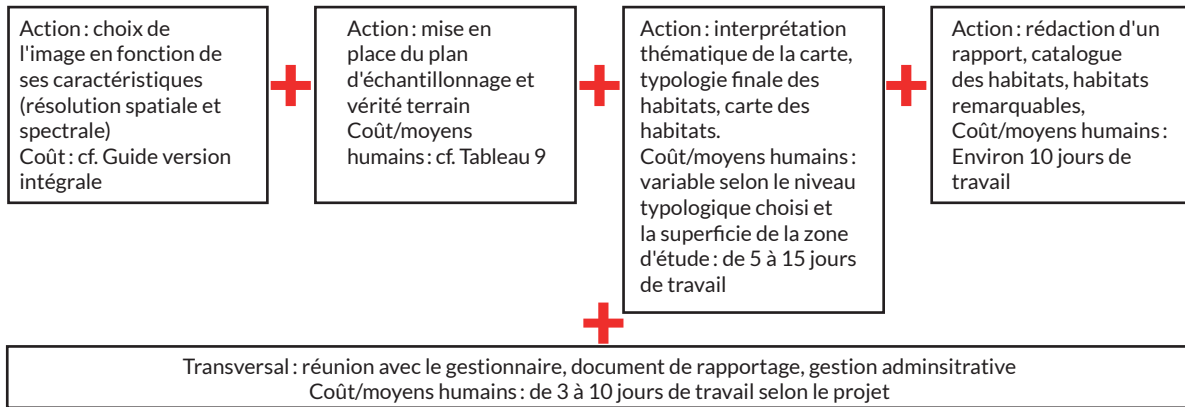 Action : choix de
l'image en fonction de
ses caractéristiques
(résolution spatiale et
spectrale)
Coût : cf. Guide version
intégrale
+
Action : mise en
place du plan
d'échantillonnage et
vérité terrain
Coût/moyens
humains : cf. Tableau 9
+
Action : interprétation
thématique de la carte,
typologie finale des
habitats, carte des
habitats.
Coût/moyens humains :
variable selon le niveau
typologique choisi et
la superficie de la zone
d'étude : de 5 à 15 jours
de travail
+
Action : rédaction d'un
rapport, catalogue
des habitats, habitats
remarquables,
Coût/moyens humains :
Environ 10 jours de
travail
+
Transversal : réunion avec le gestionnaire, document de rapportage, gestion adminsitrative
Coût/moyens humains : de 3 à 10 jours de travail selon le projet